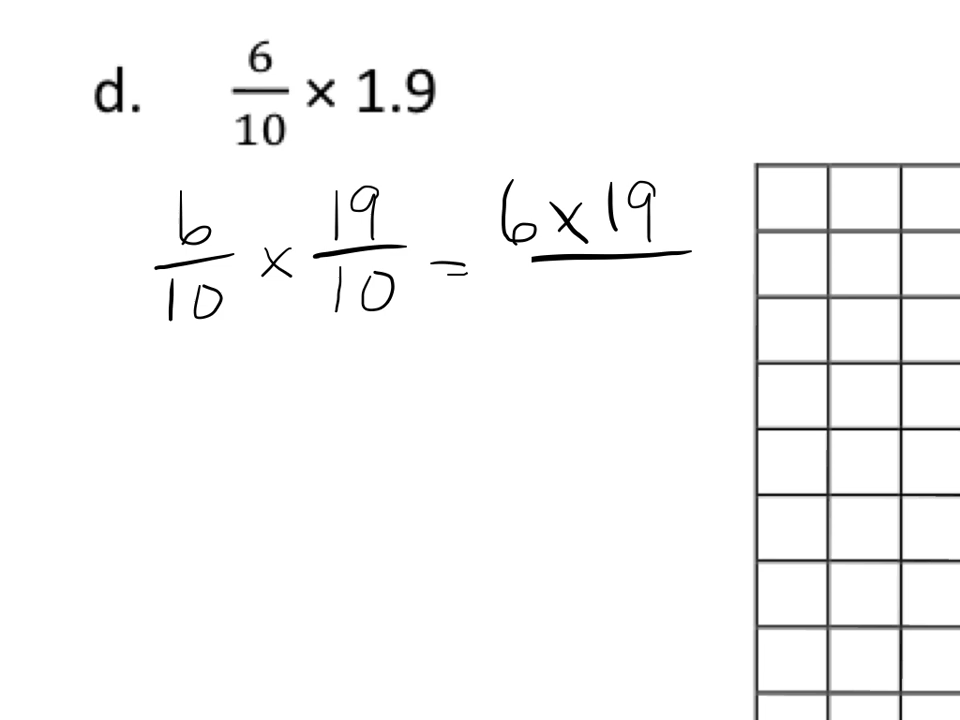 d. 6/10 × 1.9
6/10 × 19/10 = 6 × 19